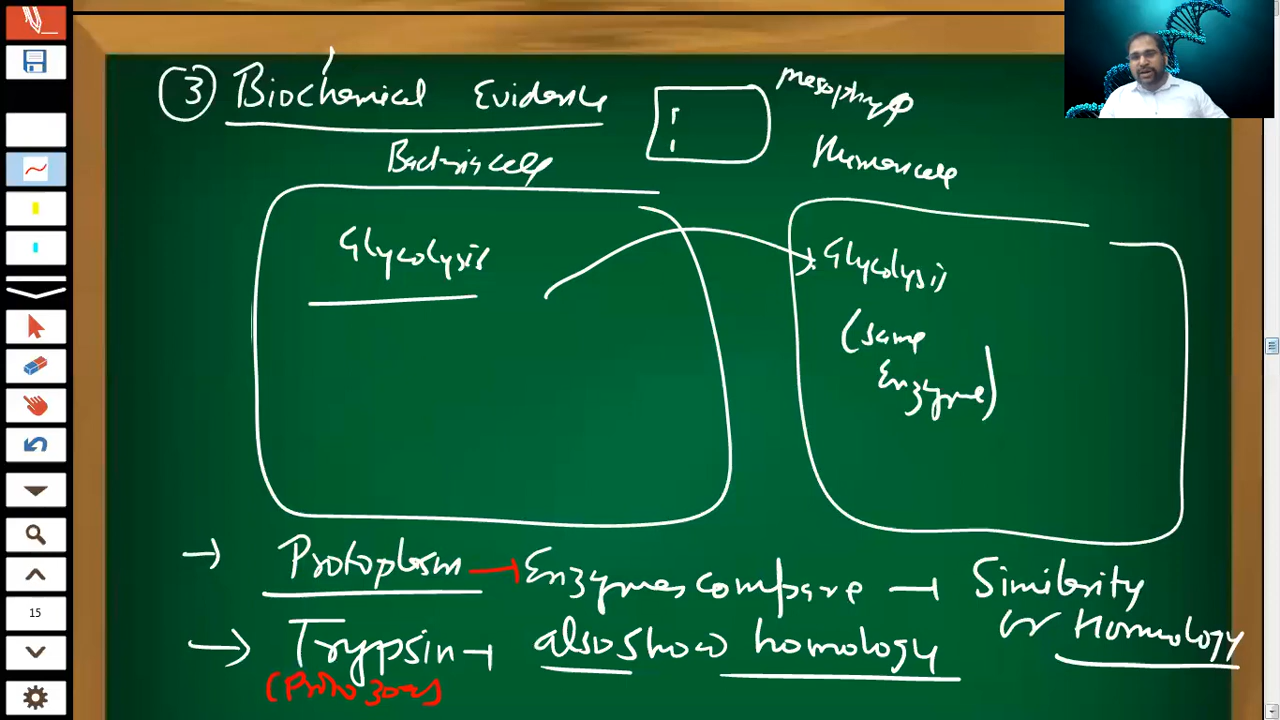 ③ Biochemical Evidence
mesophyll
Bacteria cell
Human cell
Glycolysis
Glycolysis
(same
Enzyme)
→ Protoplasm → Enzymes compare → Similarity
or Homology
→ Trypsin → also show homology
(Protozoa)
15